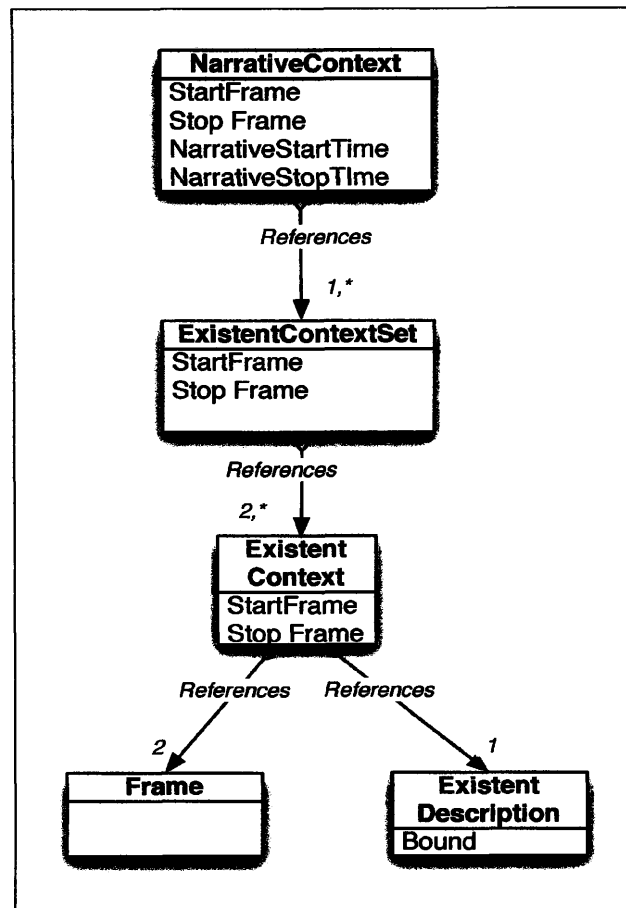 NarrativeContext
StartFrame
Stop Frame
NarrativeStartTime
NarrativeStopTIme
References
1,*
ExistentContextSet
StartFrame
Stop Frame
References
2,*
Existent
Context
StartFrame
Stop Frame
References References
2 1
Frame
Existent
Description
Bound